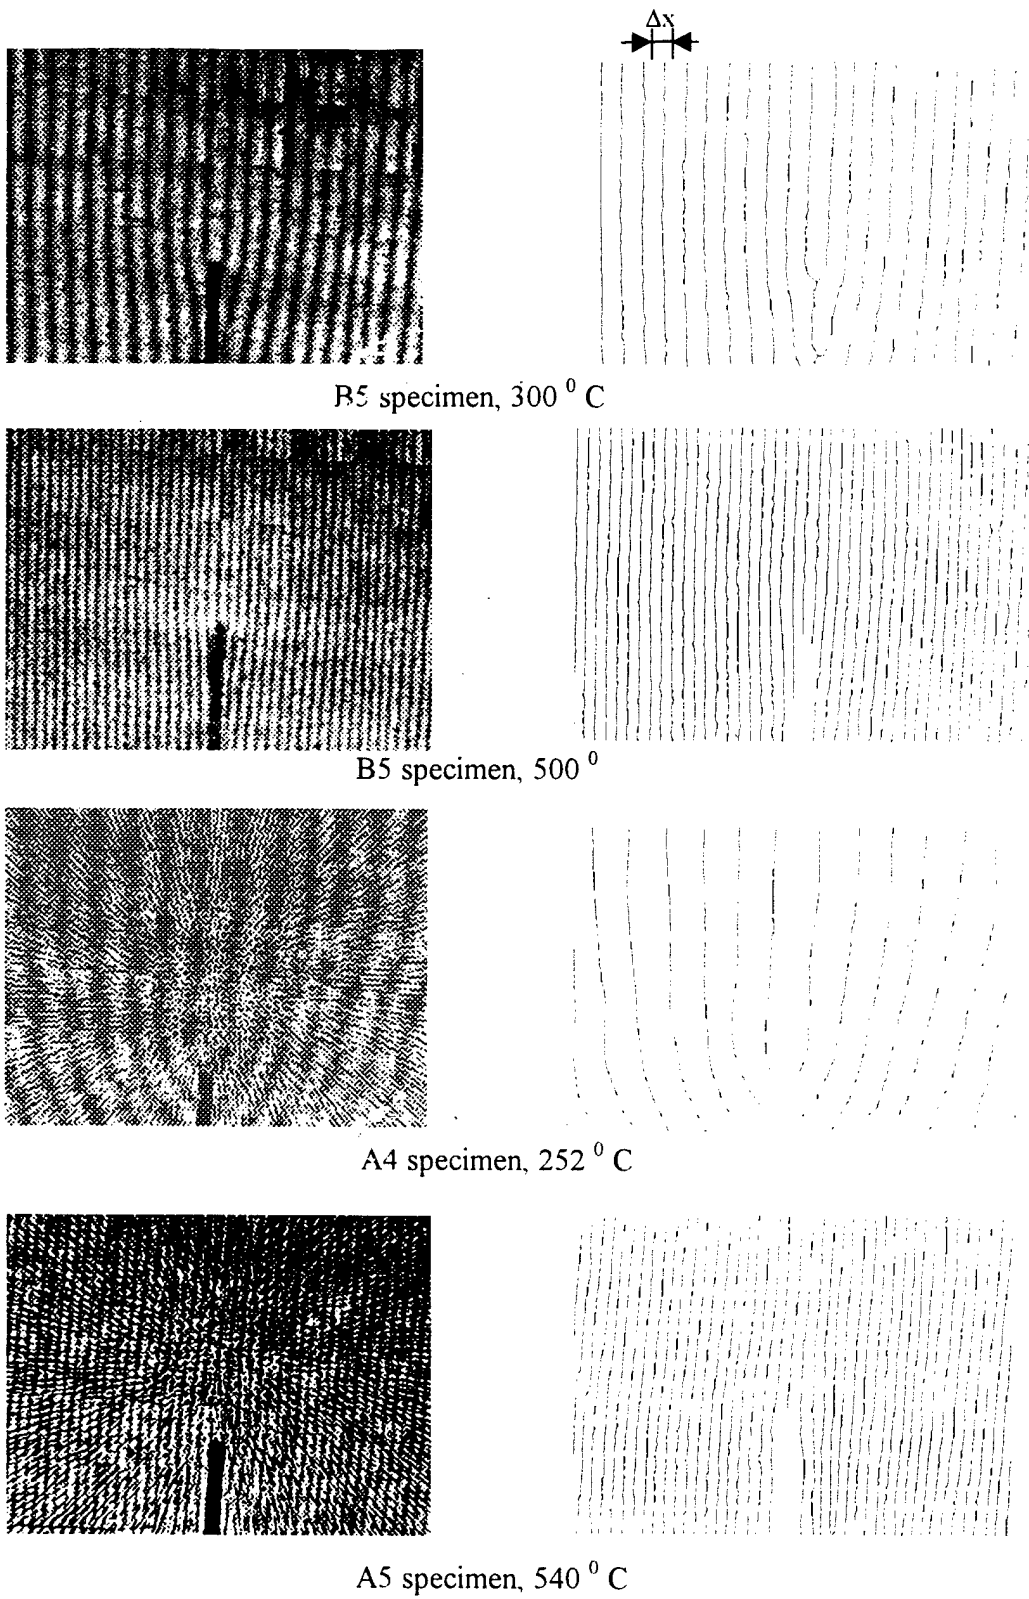 Δx
B5 specimen, 300 ⁰ C
B5 specimen, 500 ⁰
A4 specimen, 252 ⁰ C
A5 specimen, 540 ⁰ C